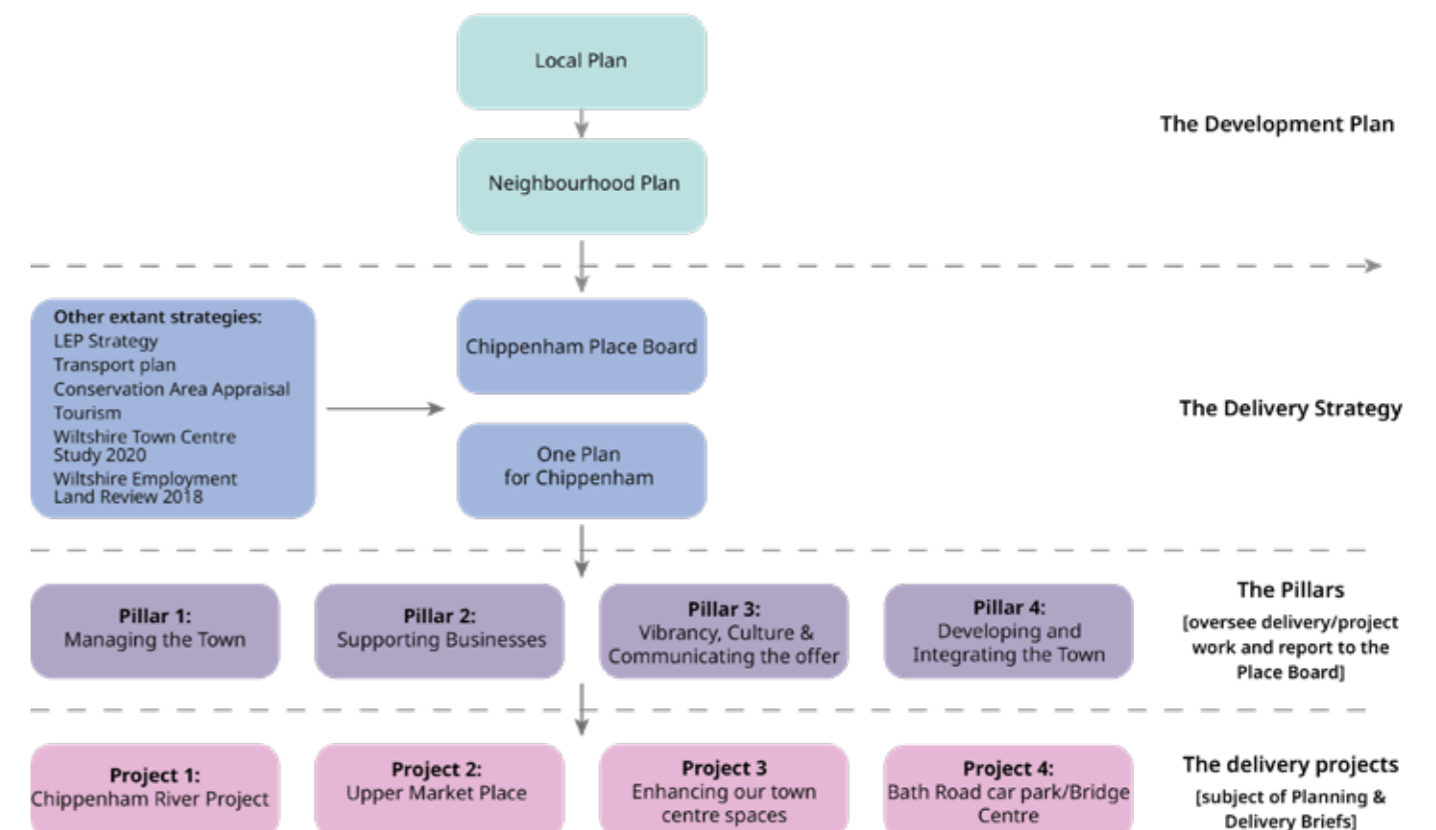 Local Plan
The Development Plan
Neighbourhood Plan
Other extant strategies:
LEP Strategy
Transport plan
Conservation Area Appraisal
Tourism
Wiltshire Town Centre
Study 2020
Wiltshire Employment
Land Review 2018
Chippenham Place Board
One Plan
for Chippenham
The Delivery Strategy
Pillar 1:
Managing the Town
Pillar 2:
Supporting Businesses
Pillar 3:
Vibrancy, Culture &
Communicating the offer
Pillar 4:
Developing and
Integrating the Town
The Pillars
[oversee delivery/project
work and report to the
Place Board]
Project 1:
Chippenham River Project
Project 2:
Upper Market Place
Project 3
Enhancing our town
centre spaces
Project 4:
Bath Road car park/Bridge
Centre
The delivery projects
[subject of Planning &
Delivery Briefs]